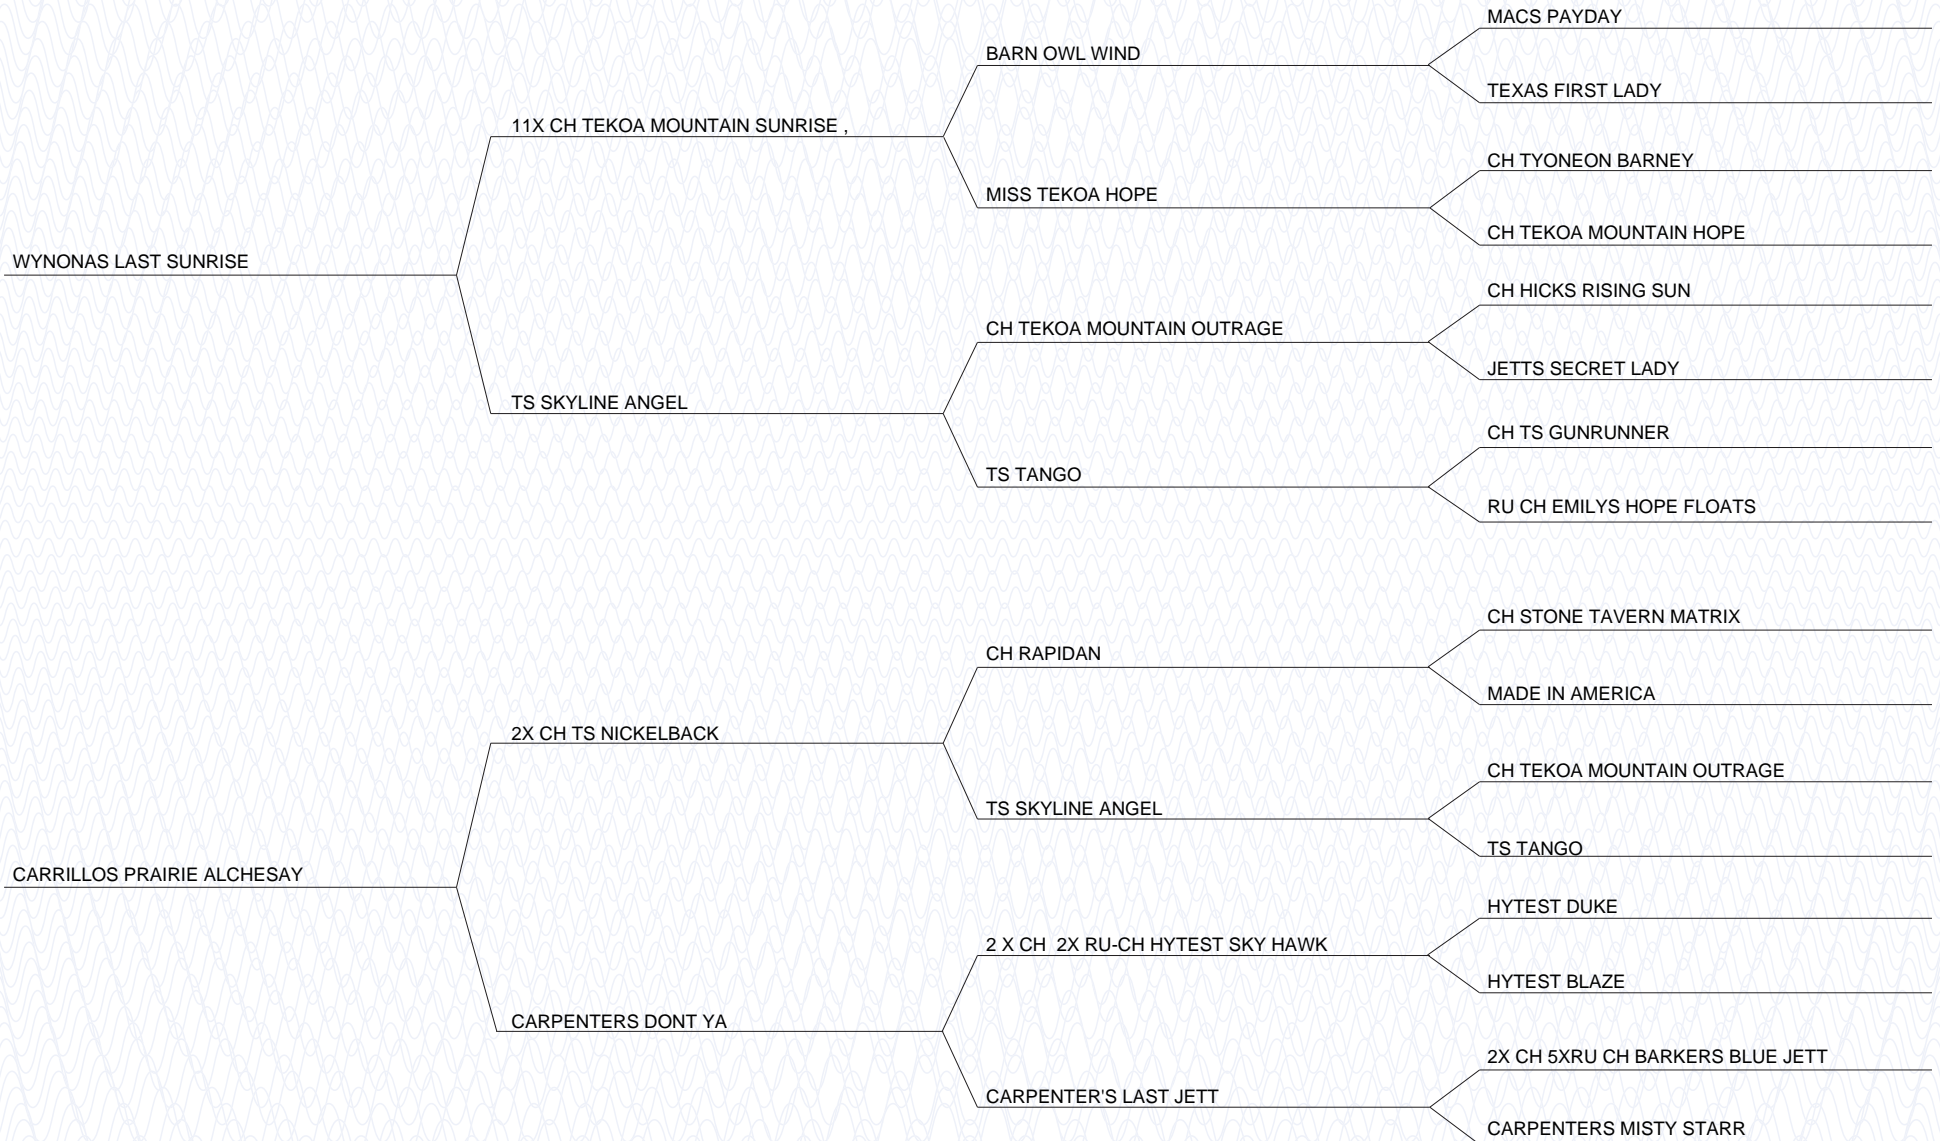 MACS PAYDAY
BARN OWL WIND
TEXAS FIRST LADY
11X CH TEKOA MOUNTAIN SUNRISE ,
CH TYONEON BARNEY
MISS TEKOA HOPE
CH TEKOA MOUNTAIN HOPE
WYNONAS LAST SUNRISE
CH HICKS RISING SUN
CH TEKOA MOUNTAIN OUTRAGE
JETTS SECRET LADY
TS SKYLINE ANGEL
CH TS GUNRUNNER
TS TANGO
RU CH EMILYS HOPE FLOATS
CH STONE TAVERN MATRIX
CH RAPIDAN
MADE IN AMERICA
2X CH TS NICKELBACK
CH TEKOA MOUNTAIN OUTRAGE
TS SKYLINE ANGEL
TS TANGO
CARRILLOS PRAIRIE ALCHESAY
HYTEST DUKE
2 X CH  2X RU-CH HYTEST SKY HAWK
HYTEST BLAZE
CARPENTERS DONT YA
2X CH 5XRU CH BARKERS BLUE JETT
CARPENTER'S LAST JETT
CARPENTERS MISTY STARR